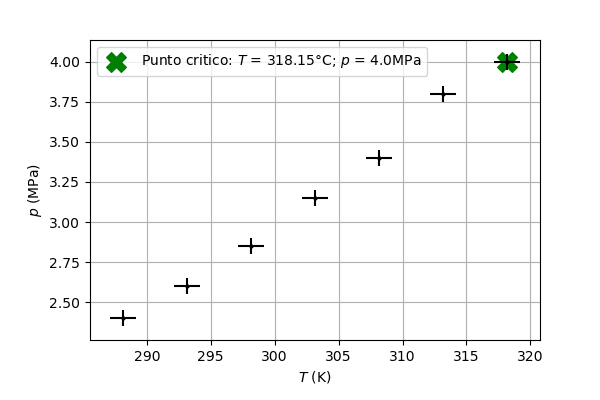 Punto critico: T = 318.15°C; p = 4.0MPa
p (MPa)
4.00
3.75
3.50
3.25
3.00
2.75
2.50
290 295 300 305 310 315 320
T (K)